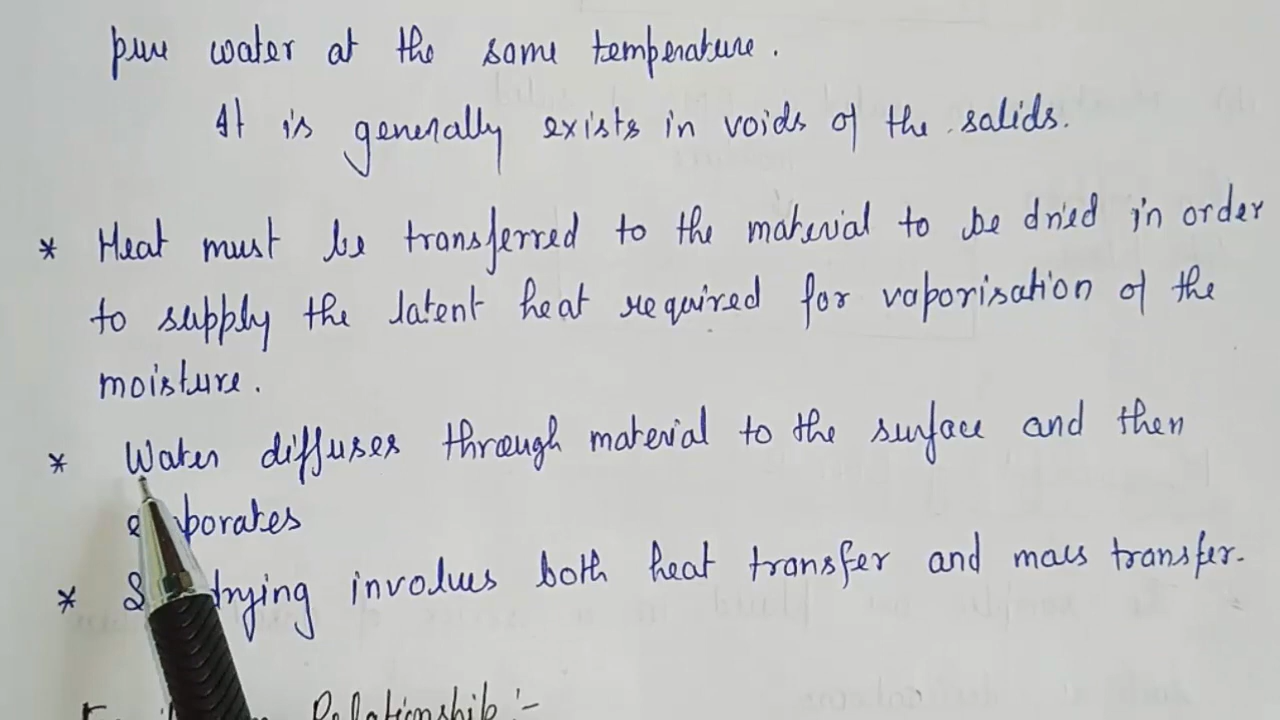 pure water at the same temperature.
It is generally exists in voids of the salids.
* Heat must be transferred to the material to be dried in order
to supply the latent heat required for vaporisation of the
moisture.
* Water diffuses through material to the surface and then
* drying involves both heat transfer and mass transfer.
Relationship :-